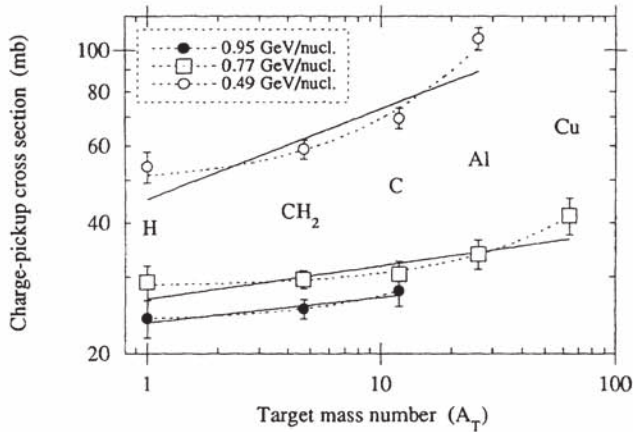 Charge-pickup cross section (mb)
100
80
60
40
20
0.95 GeV/nucl.
0.77 GeV/nucl.
0.49 GeV/nucl.
H
CH₂
C
Al
Cu
1
10
100
Target mass number (A_T)